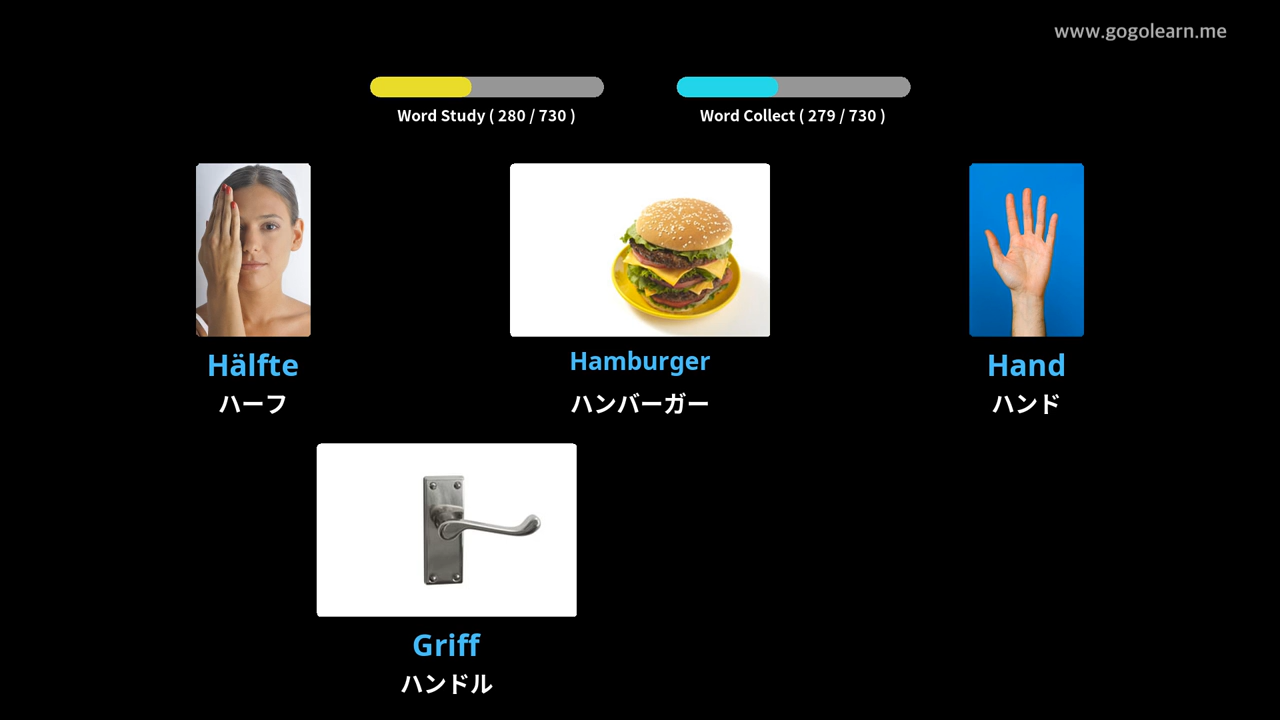 www.gogolearn.me
Word Study ( 280 / 730 )
Word Collect ( 279 / 730 )
Hälfte
ハーフ
Hamburger
ハンバーガー
Hand
ハンド
Griff
ハンドル